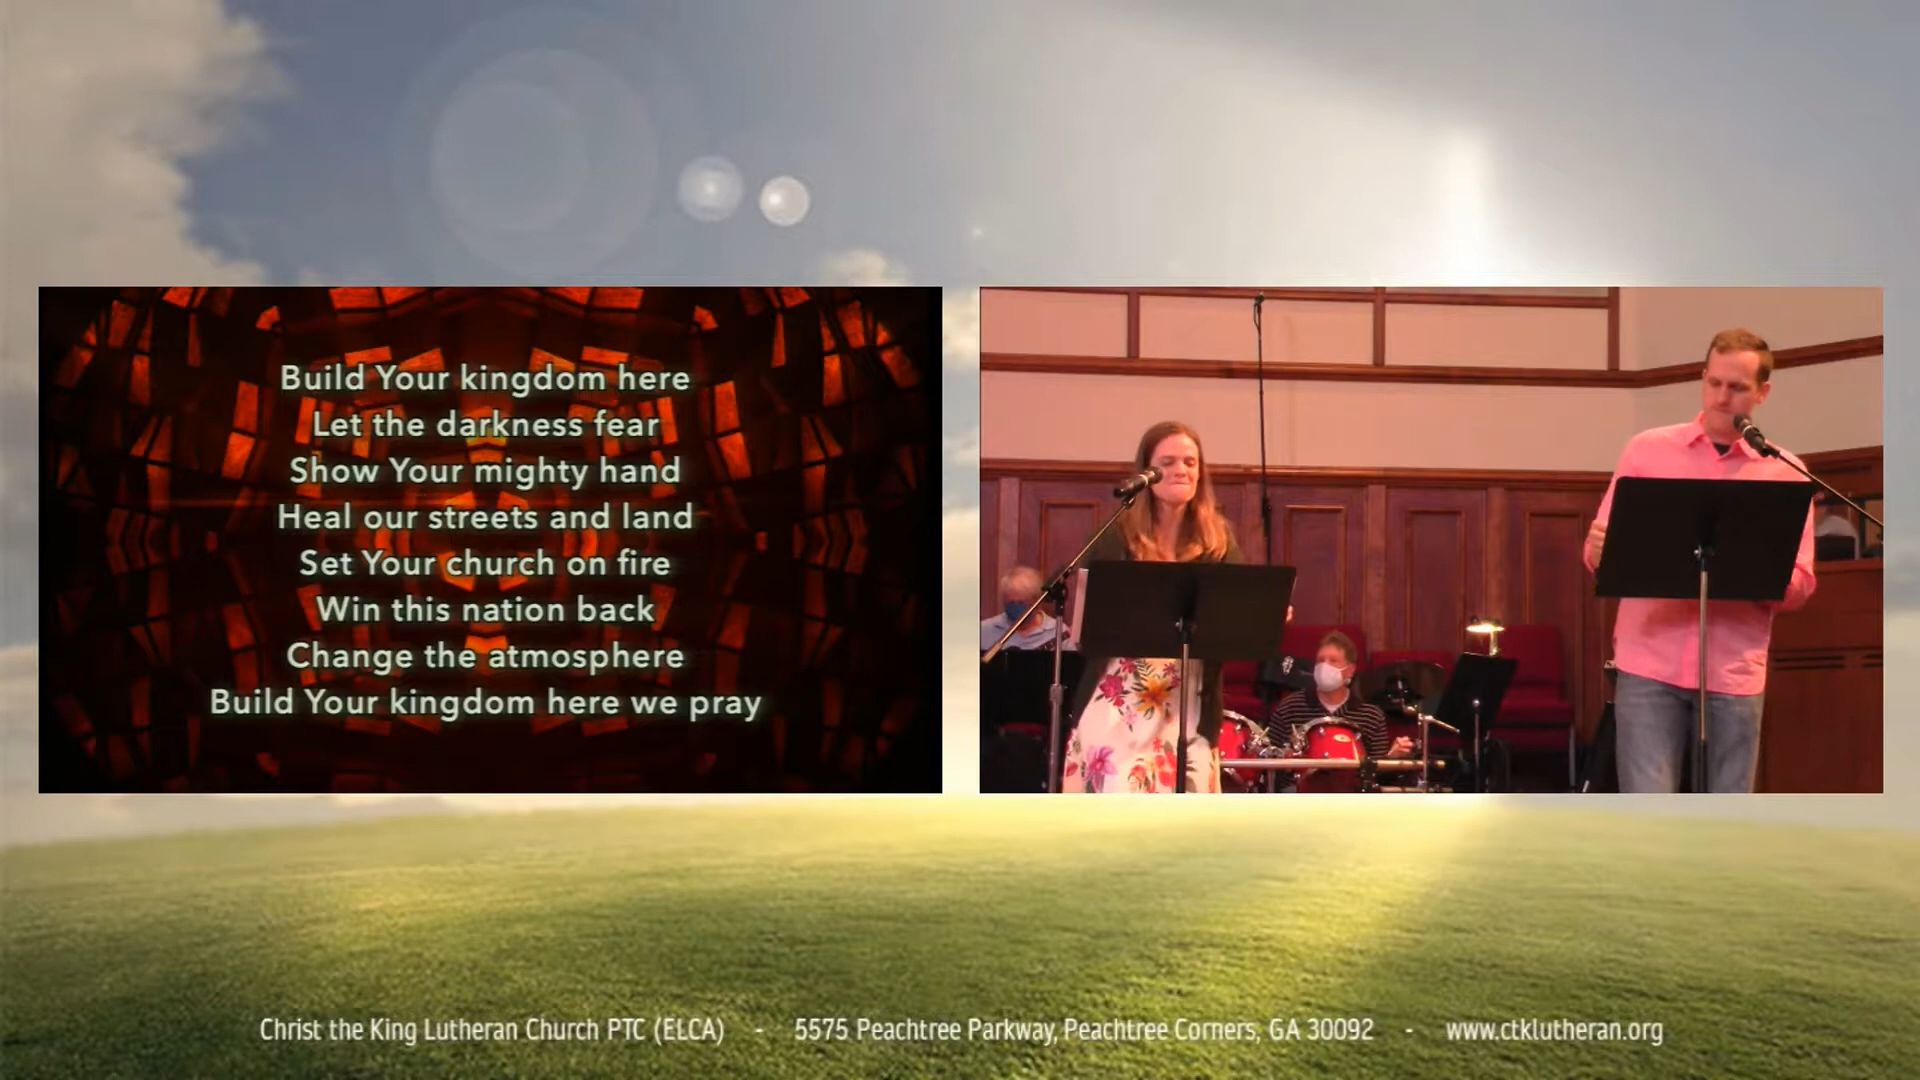 Build Your kingdom here
Let the darkness fear
Show Your mighty hand
Heal our streets and land
Set Your church on fire
Win this nation back
Change the atmosphere
Build Your kingdom here we pray
Christ the King Lutheran Church PTC (ELCA) - 5575 Peachtree Parkway, Peachtree Corners, GA 30092 - www.ctklutheran.org